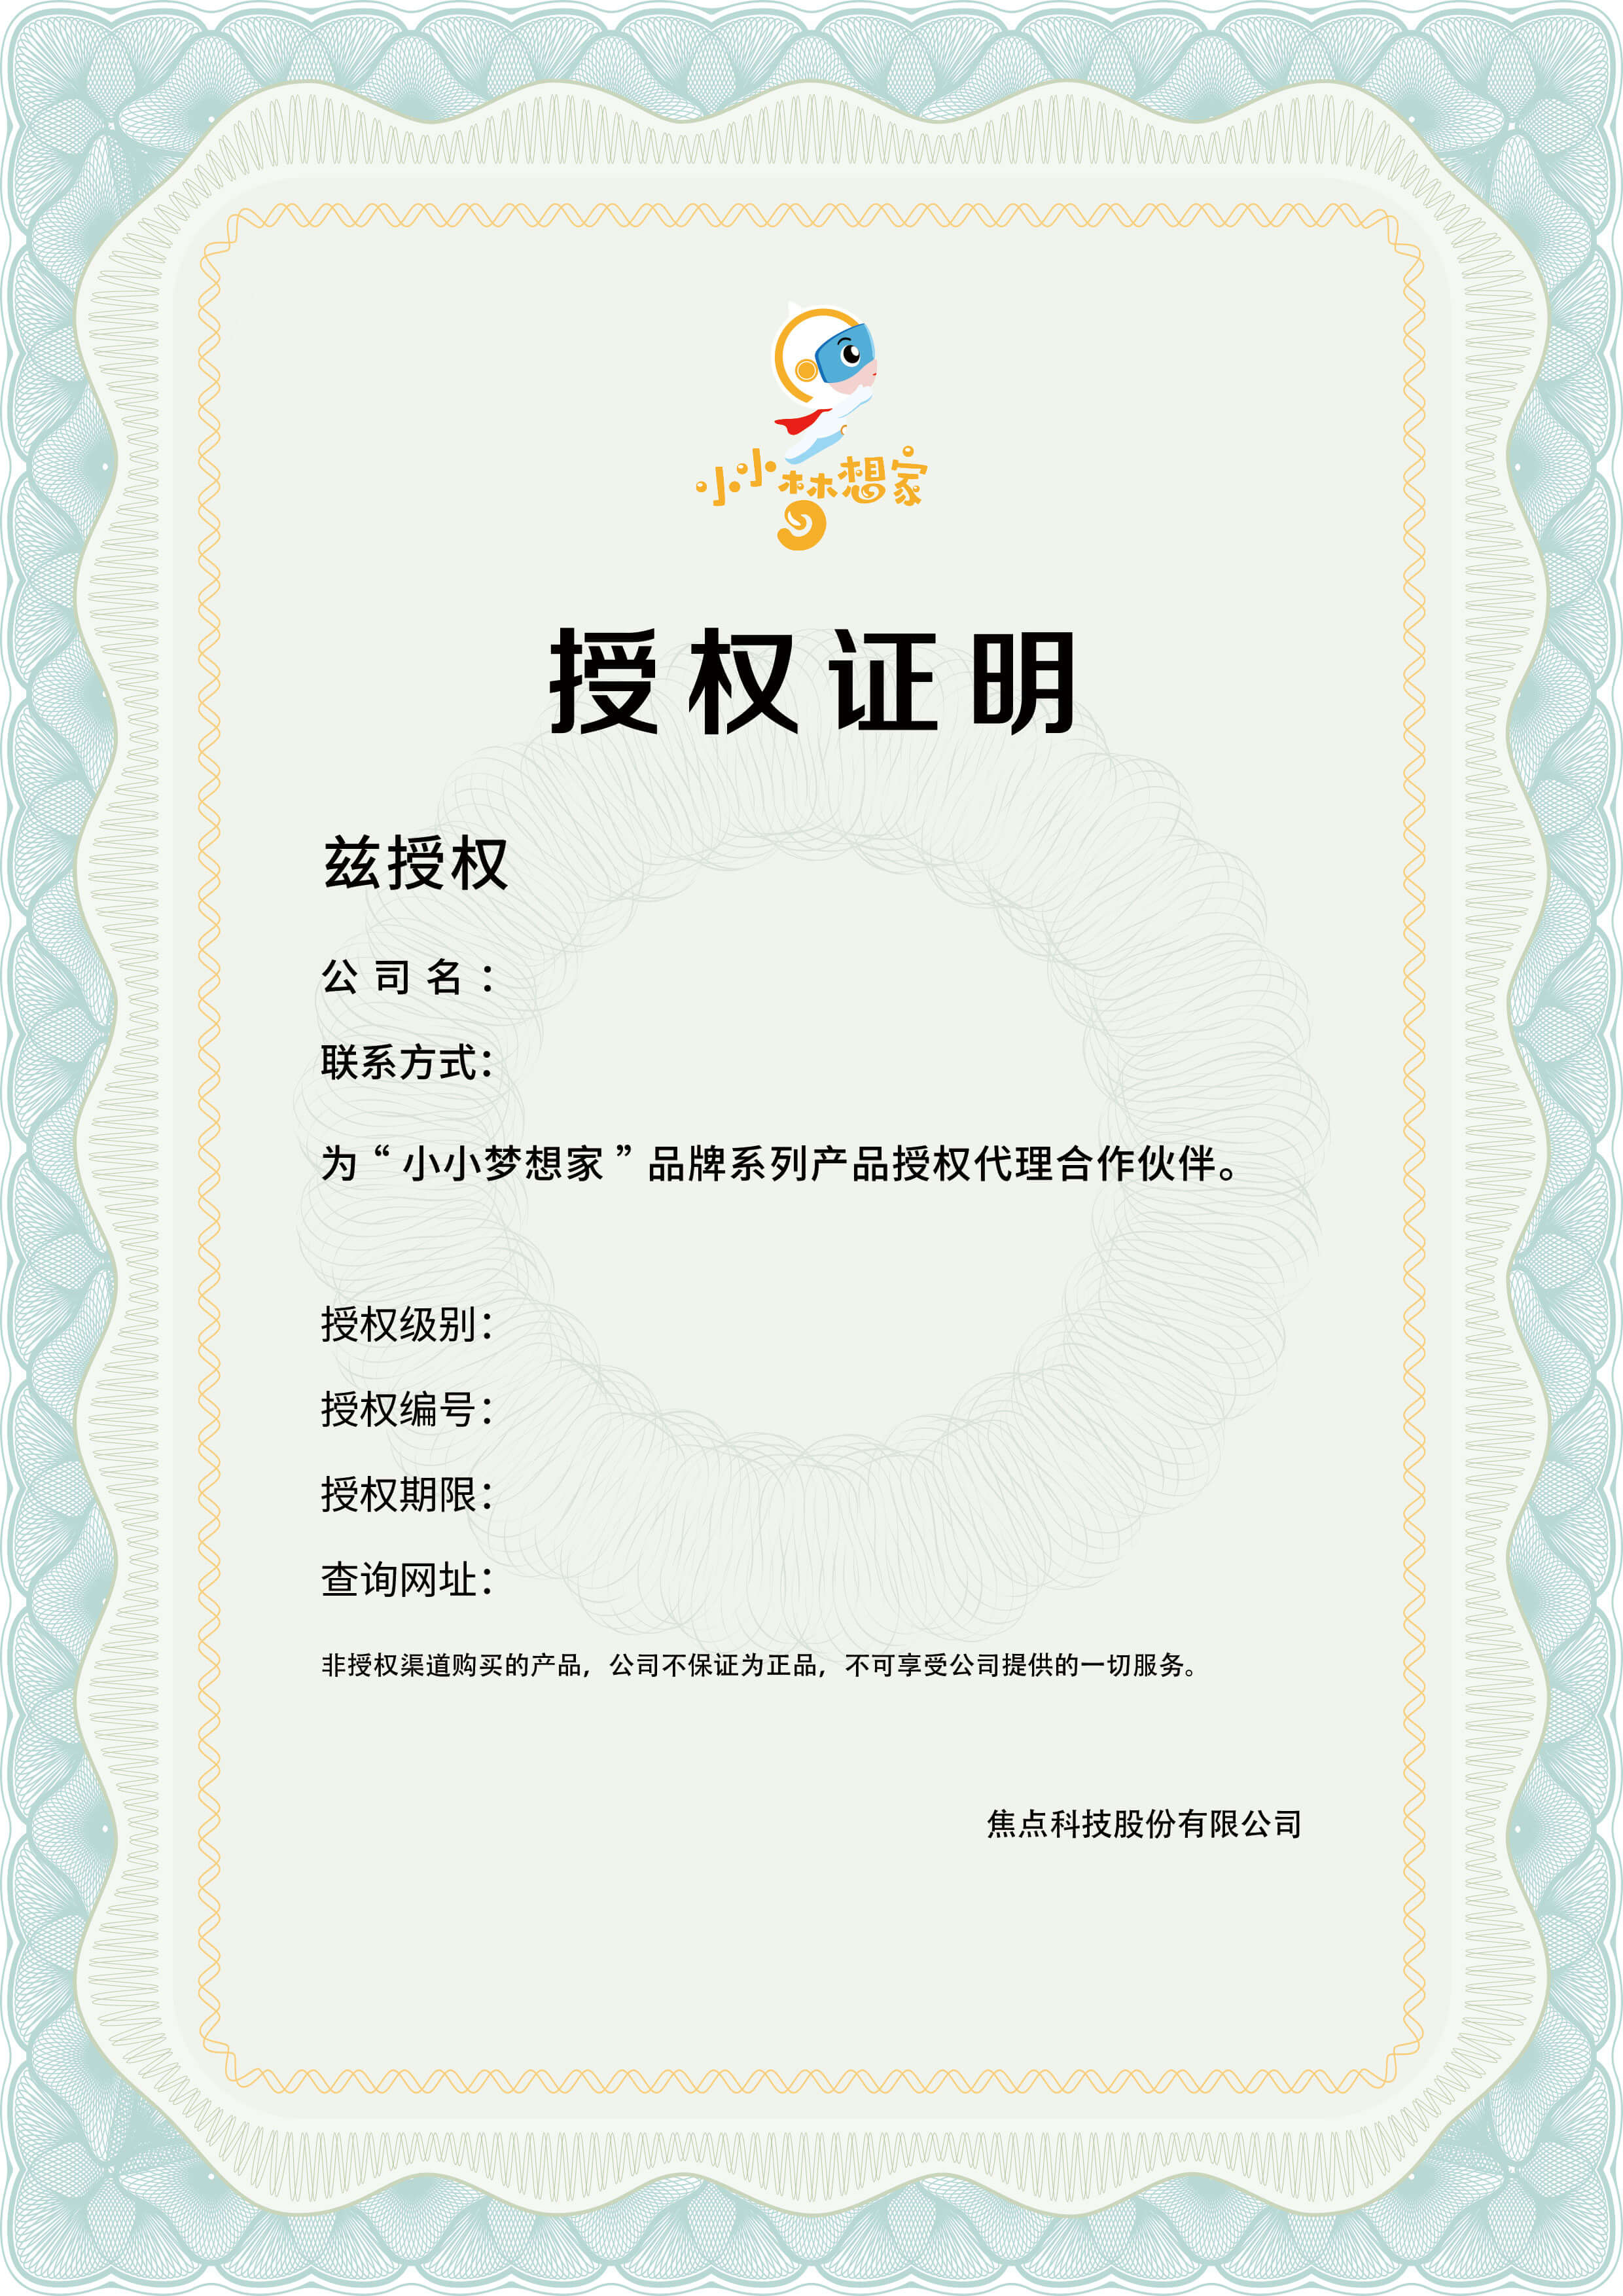 小小梦想家
授权证明
兹授权
公司名：
联系方式：
为“小小梦想家”品牌系列产品授权代理合作伙伴。
授权级别：
授权编号：
授权期限：
查询网址：
非授权渠道购买的产品，公司不保证为正品，不可享受公司提供的一切服务。
焦点科技股份有限公司